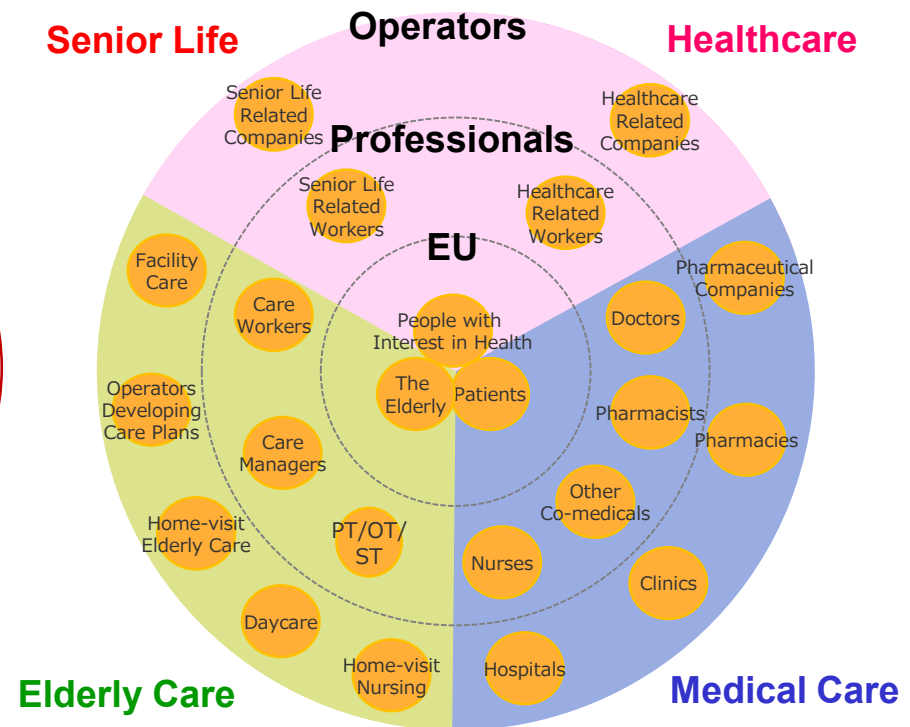 Operators
Senior Life
Healthcare
Senior Life
Related
Companies
Healthcare
Related
Companies
Professionals
Senior Life
Related
Workers
Healthcare
Related
Workers
EU
Facility
Care
Care
Workers
People with
Interest in Health
Doctors
Pharmaceutical
Companies
The
Elderly
Patients
Operators
Developing
Care Plans
Care
Managers
Pharmacists
Pharmacies
Home-visit
Elderly Care
PT/OT/
ST
Other
Co-medicals
Nurses
Clinics
Daycare
Home-visit
Nursing
Hospitals
Elderly Care
Medical Care